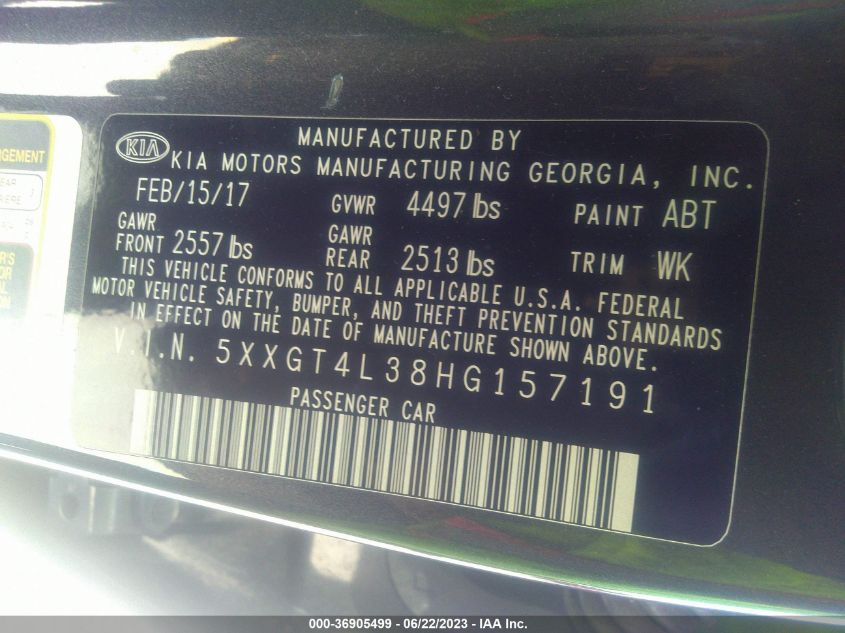 MANUFACTURED BY
KIA KIA MOTORS MANUFACTURING GEORGIA, INC.
FEB/15/17 GVWR 4497 lbs PAINT ABT
GAWR GAWR
FRONT 2557 lbs REAR 2513 lbs TRIM WK
THIS VEHICLE CONFORMS TO ALL APPLICABLE U.S.A. FEDERAL
MOTOR VEHICLE SAFETY, BUMPER, AND THEFT PREVENTION STANDARDS
IN EFFECT ON THE DATE OF MANUFACTURE SHOWN ABOVE.
V.I.N. 5XXGT4L38HG157191
PASSENGER CAR
000-36905499 - 06/22/2023 - IAA Inc.